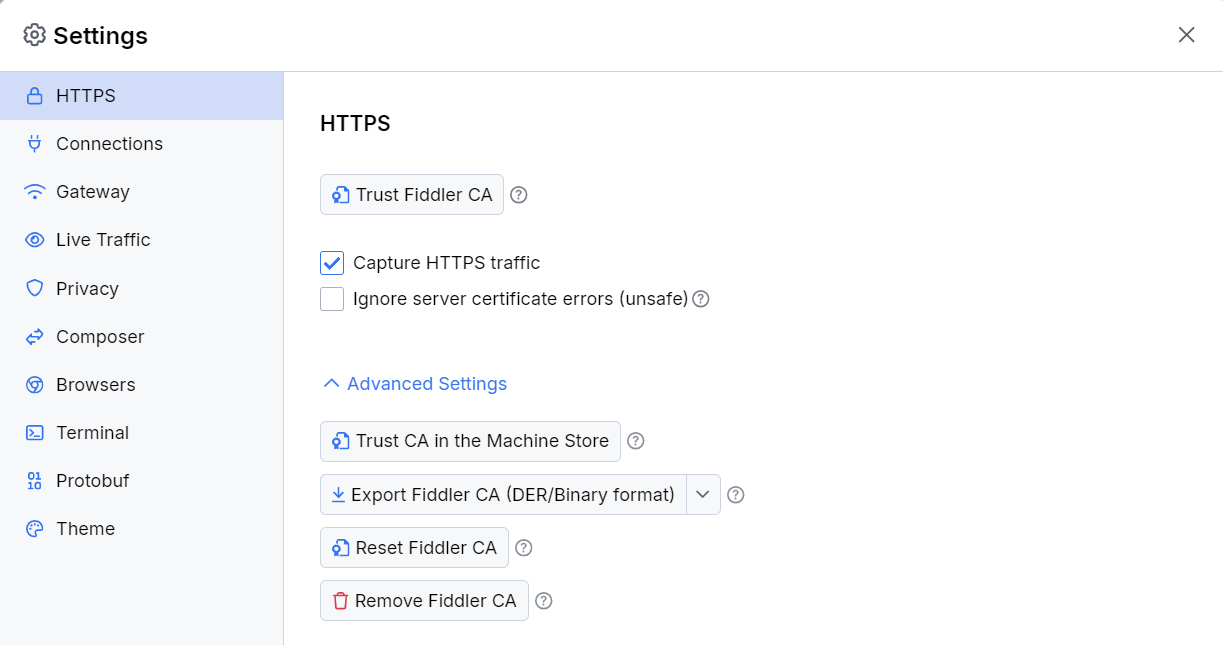 Settings
HTTPS
Connections
Gateway
Live Traffic
Privacy
Composer
Browsers
Terminal
Protobuf
Theme
HTTPS
Trust Fiddler CA
Capture HTTPS traffic
Ignore server certificate errors (unsafe)
Advanced Settings
Trust CA in the Machine Store
Export Fiddler CA (DER/Binary format)
Reset Fiddler CA
Remove Fiddler CA